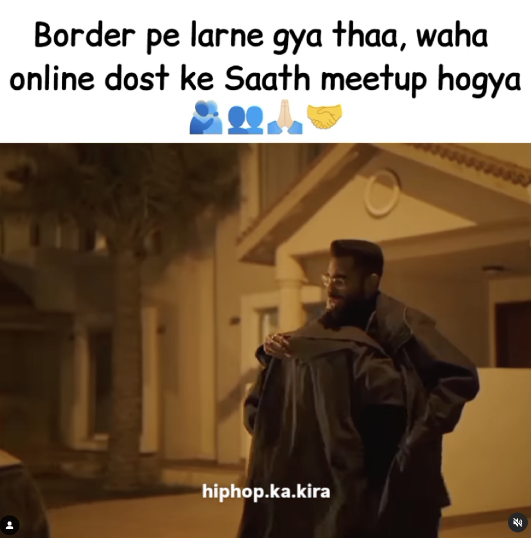 Border pe larne gya thaa, waha
online dost ke Saath meetup hogya
🫂👥🙏🏼🤝
hiphop.ka.kira